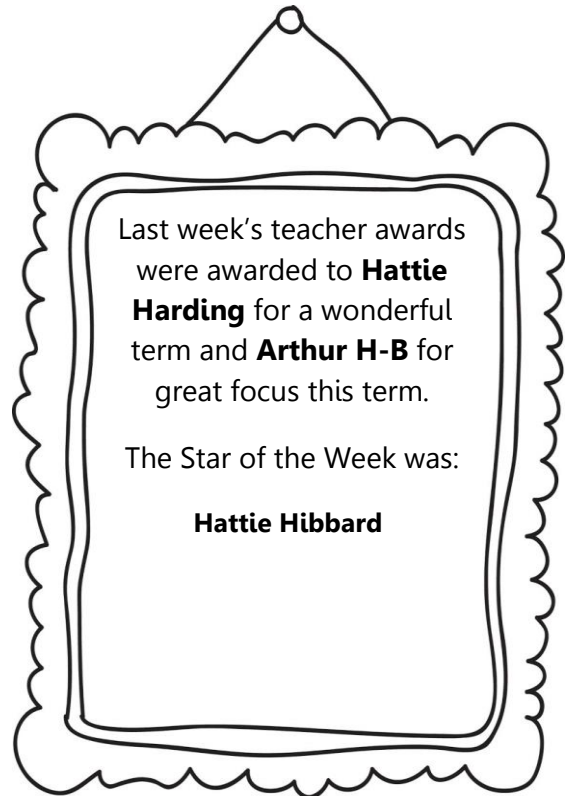 Last week’s teacher awards
were awarded to Hattie
Harding for a wonderful
term and Arthur H-B for
great focus this term.
The Star of the Week was:
Hattie Hibbard